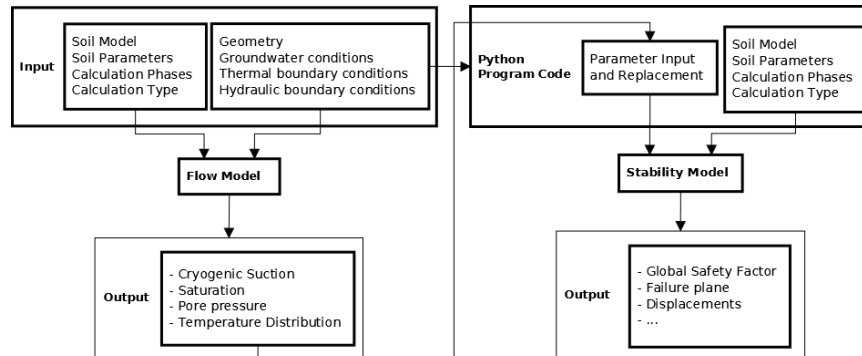 Input
Soil Model
Soil Parameters
Calculation Phases
Calculation Type
Geometry
Groundwater conditions
Thermal boundary conditions
Hydraulic boundary conditions
Python
Program Code
Parameter Input
and Replacement
Soil Model
Soil Parameters
Calculation Phases
Calculation Type
Flow Model
Stability Model
Output
- Cryogenic Suction
- Saturation
- Pore pressure
- Temperature Distribution
Output
- Global Safety Factor
- Failure plane
- Displacements
- ...